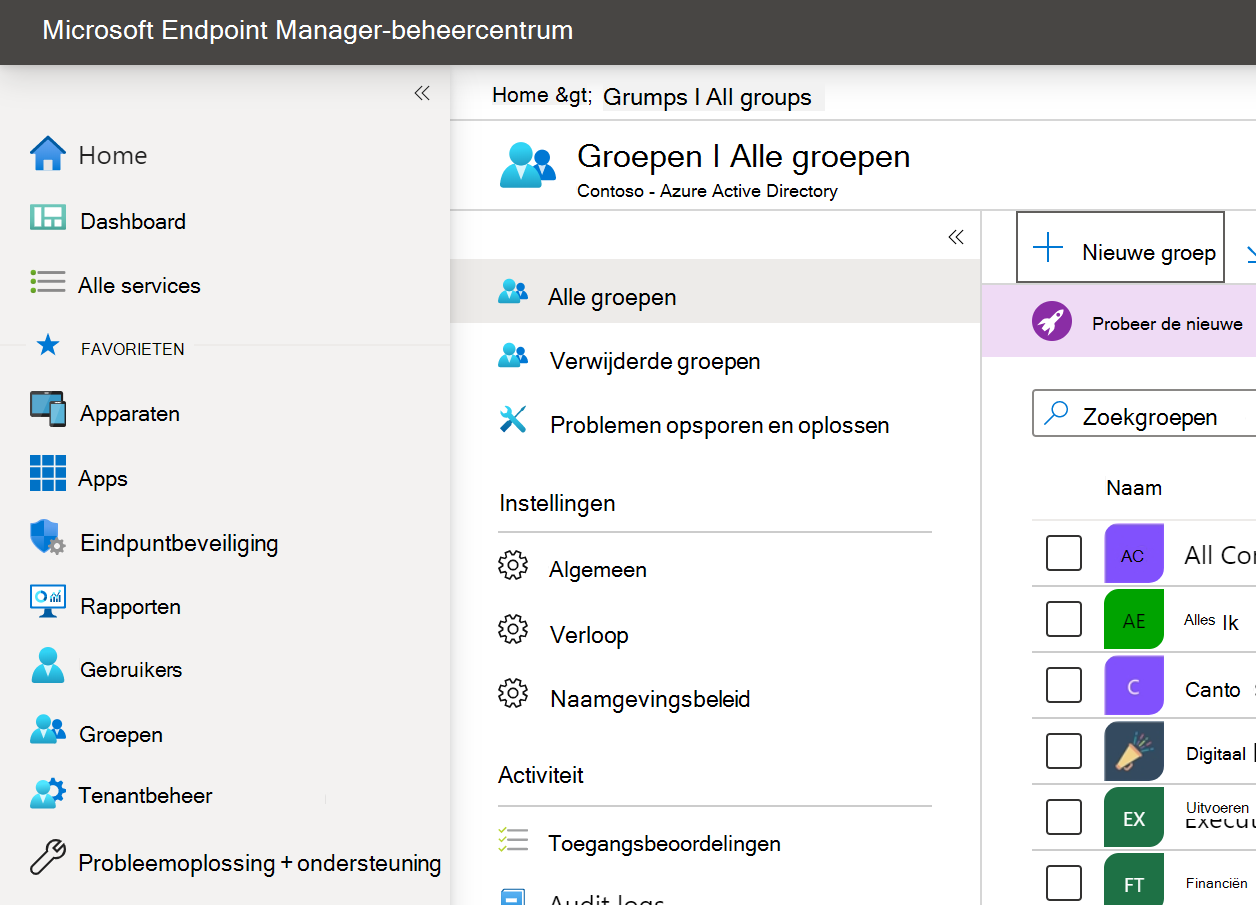 Microsoft Endpoint Manager-beheercentrum
Home &gt; Grumps I All groups
Groepen I Alle groepen
Contoso - Azure Active Directory
Home
Dashboard
Alle services
FAVORIETEN
Apparaten
Apps
Eindpuntbeveiliging
Rapporten
Gebruikers
Groepen
Tenantbeheer
Probleemoplossing + ondersteuning
Alle groepen
Verwijderde groepen
Problemen opsporen en oplossen
Instellingen
Algemeen
Verloop
Naamgevingsbeleid
Activiteit
Toegangsbeoordelingen
Audit logs
Nieuwe groep
Probeer de nieuwe
Zoekgroepen
Naam
AC All Co
AE Alles Ik
C Canto
Digitaal
EX Uitvoeren
FT Financiën